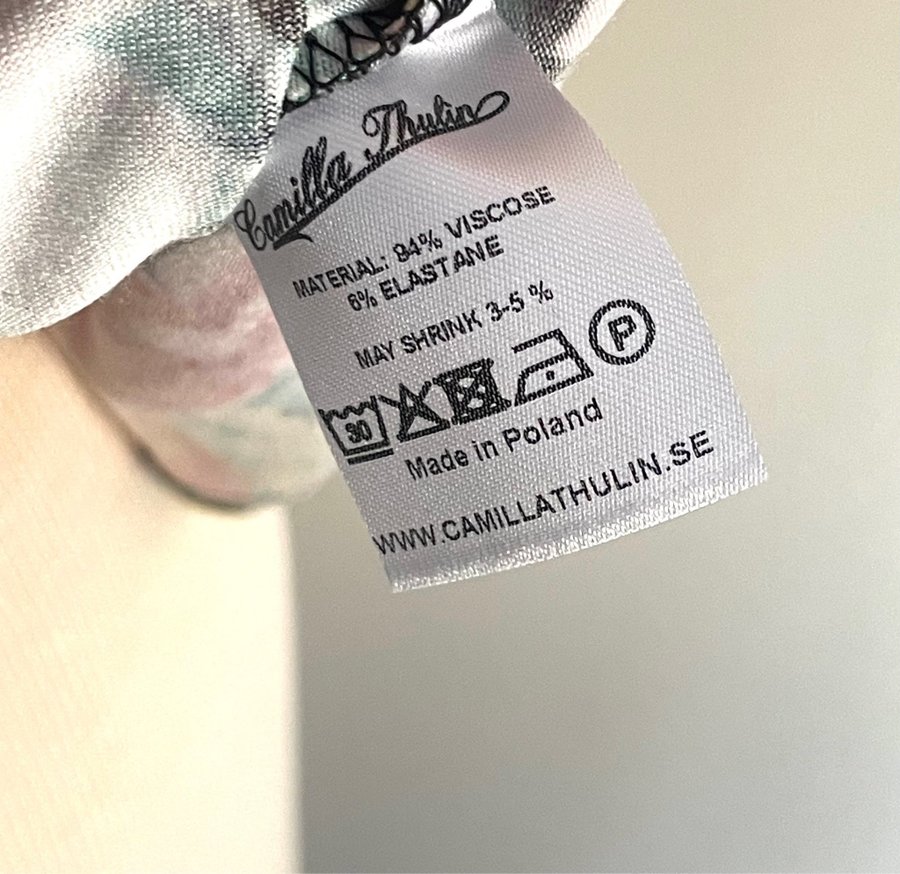 Camilla Thulin
MATERIAL: 94% VISCOSE
6% ELASTANE
MAY SHRINK 3-5 %
30 P
Made in Poland
WWW.CAMILLATHULIN.SE